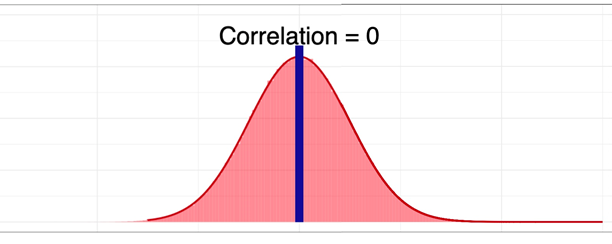 Correlation = 0